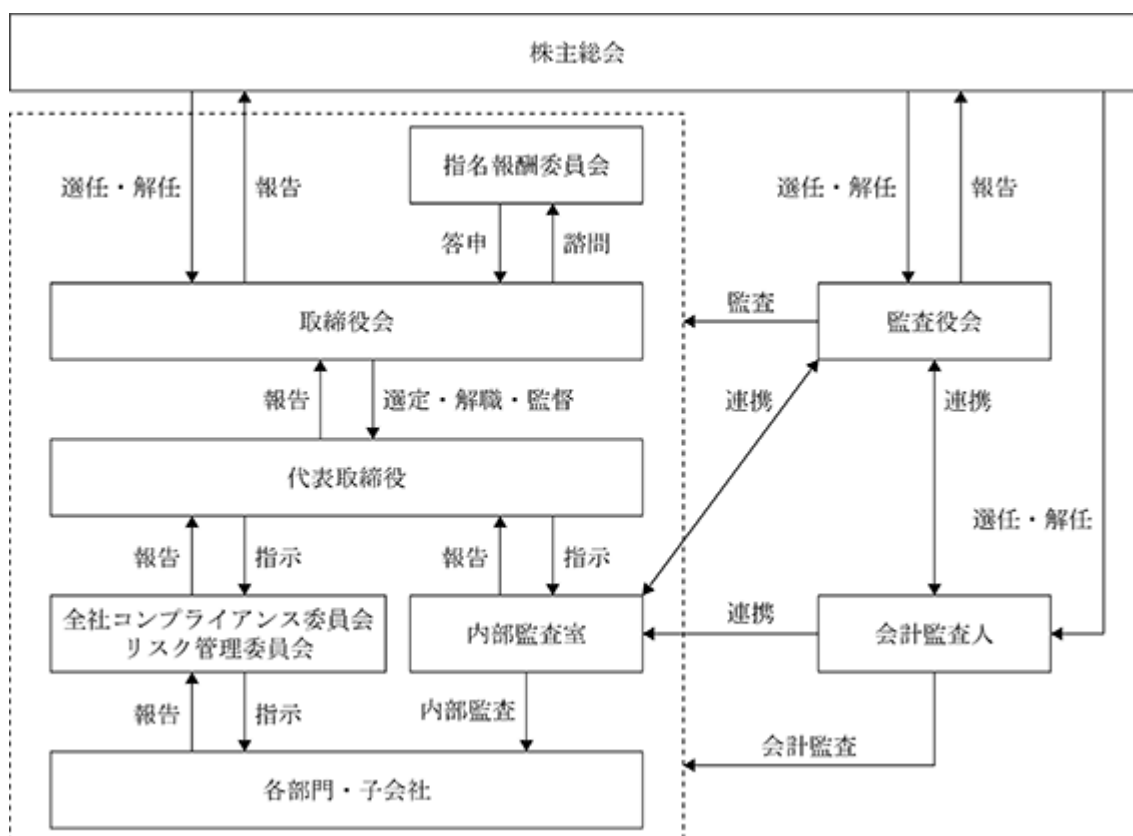 株主総会
選任・解任
報告
指名報酬委員会
選任・解任
報告
答申
諮問
取締役会
監査
監査役会
報告
選定・解職・監督
連携
連携
代表取締役
報告
指示
報告
指示
選任・解任
全社コンプライアンス委員会
リスク管理委員会
内部監査室
連携
会計監査人
報告
指示
内部監査
会計監査
各部門・子会社